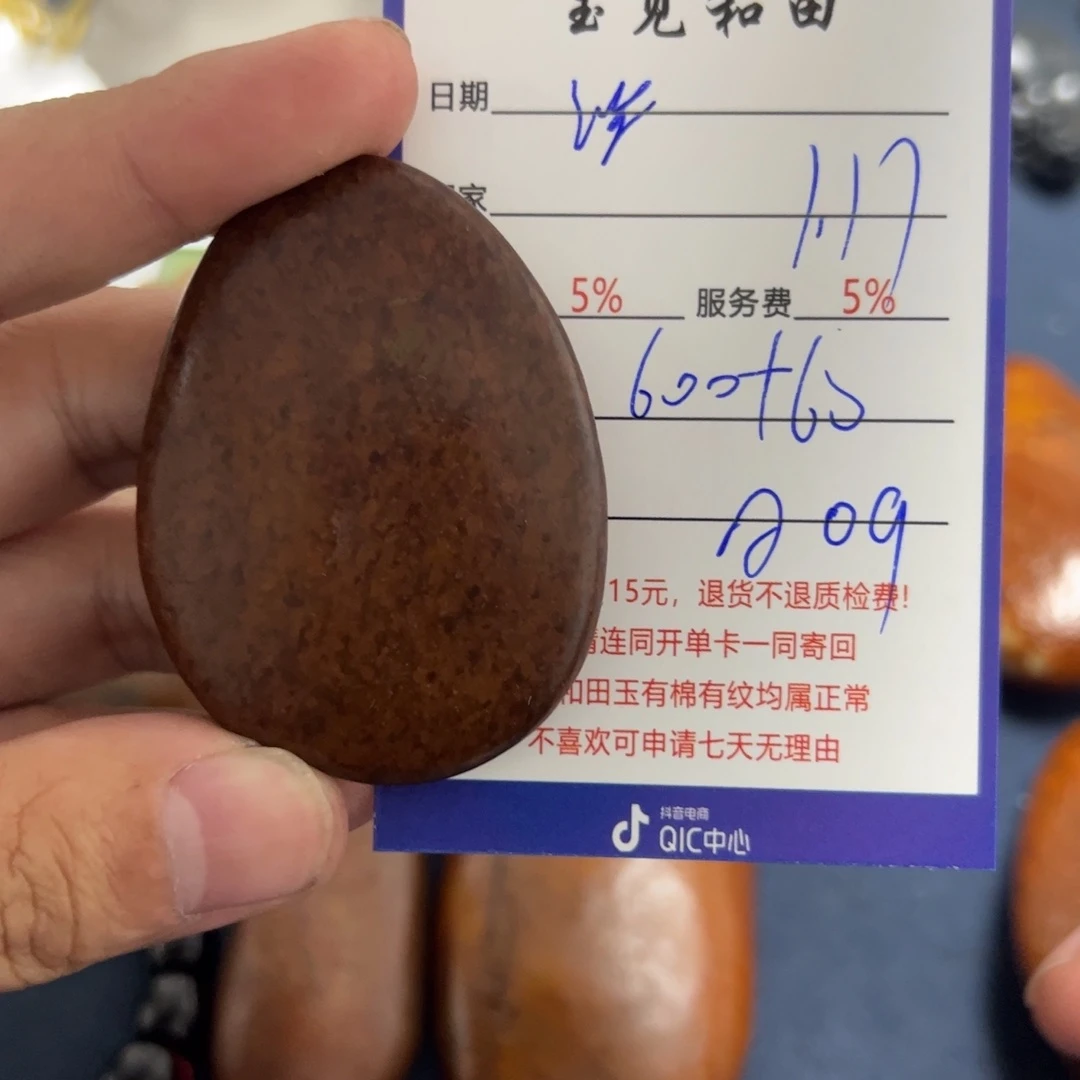 玉见和田
日期
1.17
家
5% 服务费 5%
600+60
209
15元，退货不退质检费！
请连同开单卡一同寄回
和田玉有棉有纹均属正常
不喜欢可申请七天无理由
抖音电商
QIC中心